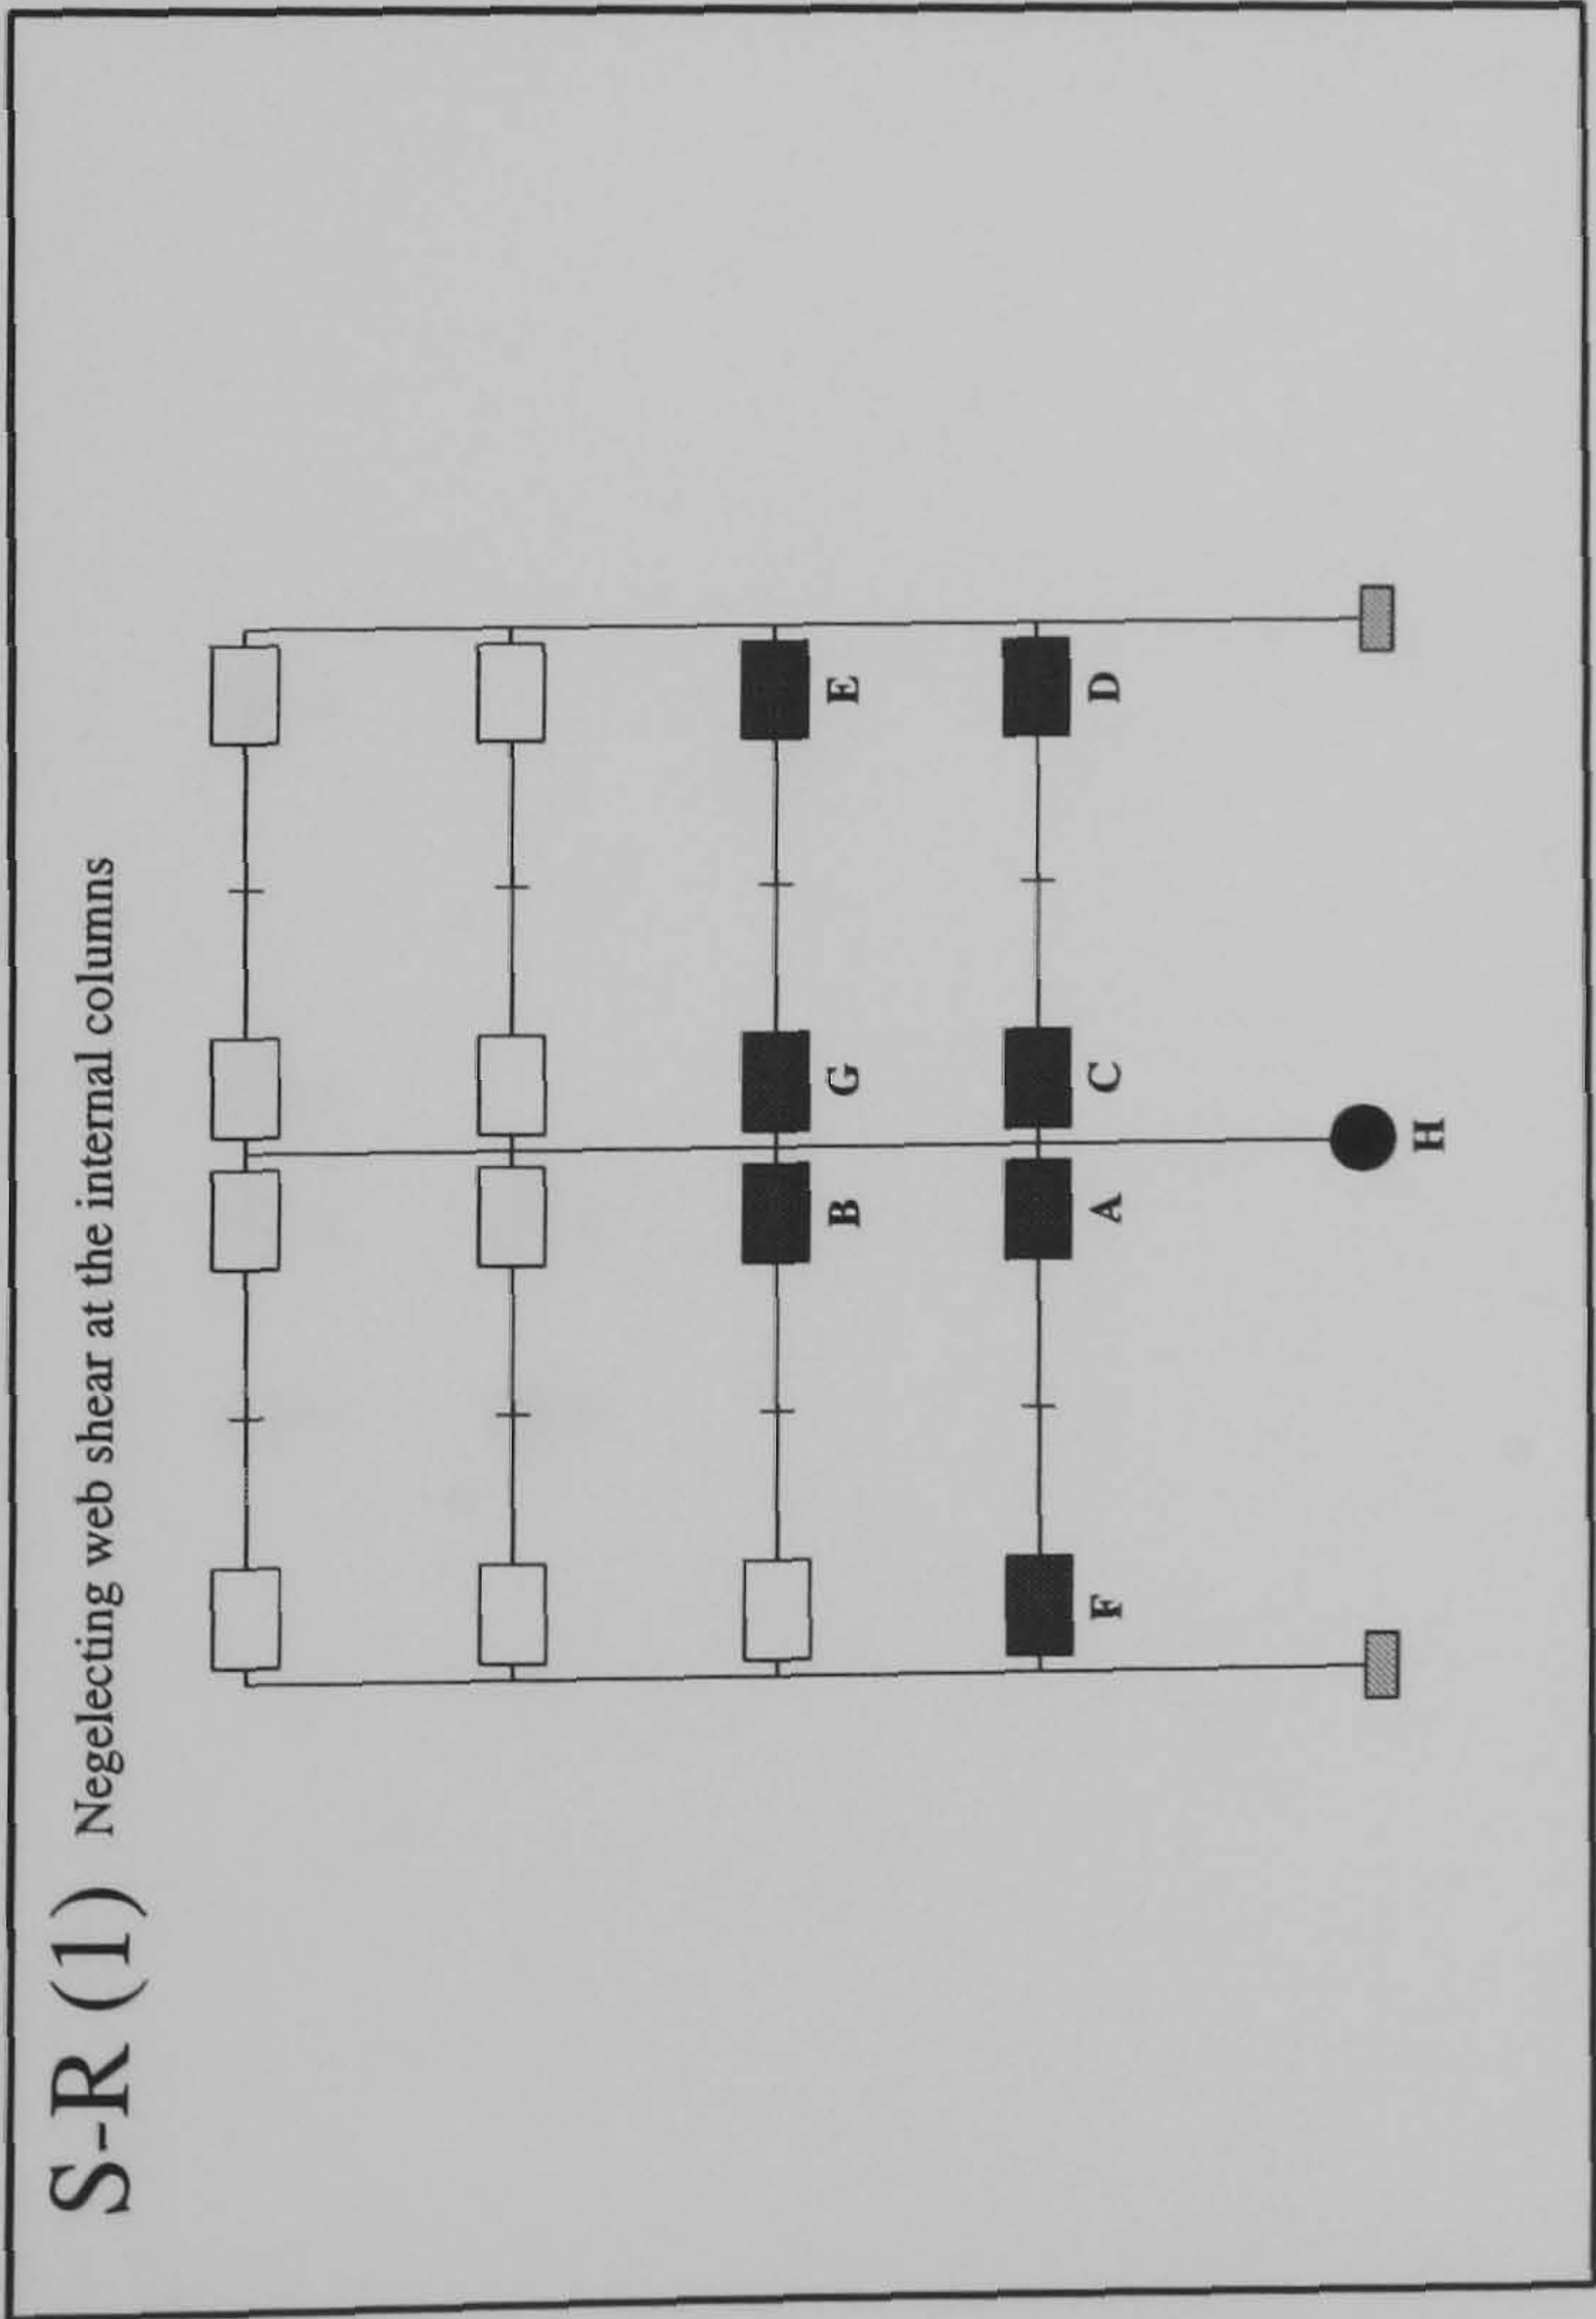 S-R (1) Negelecting web shear at the internal columns
B G E
F A C D
H